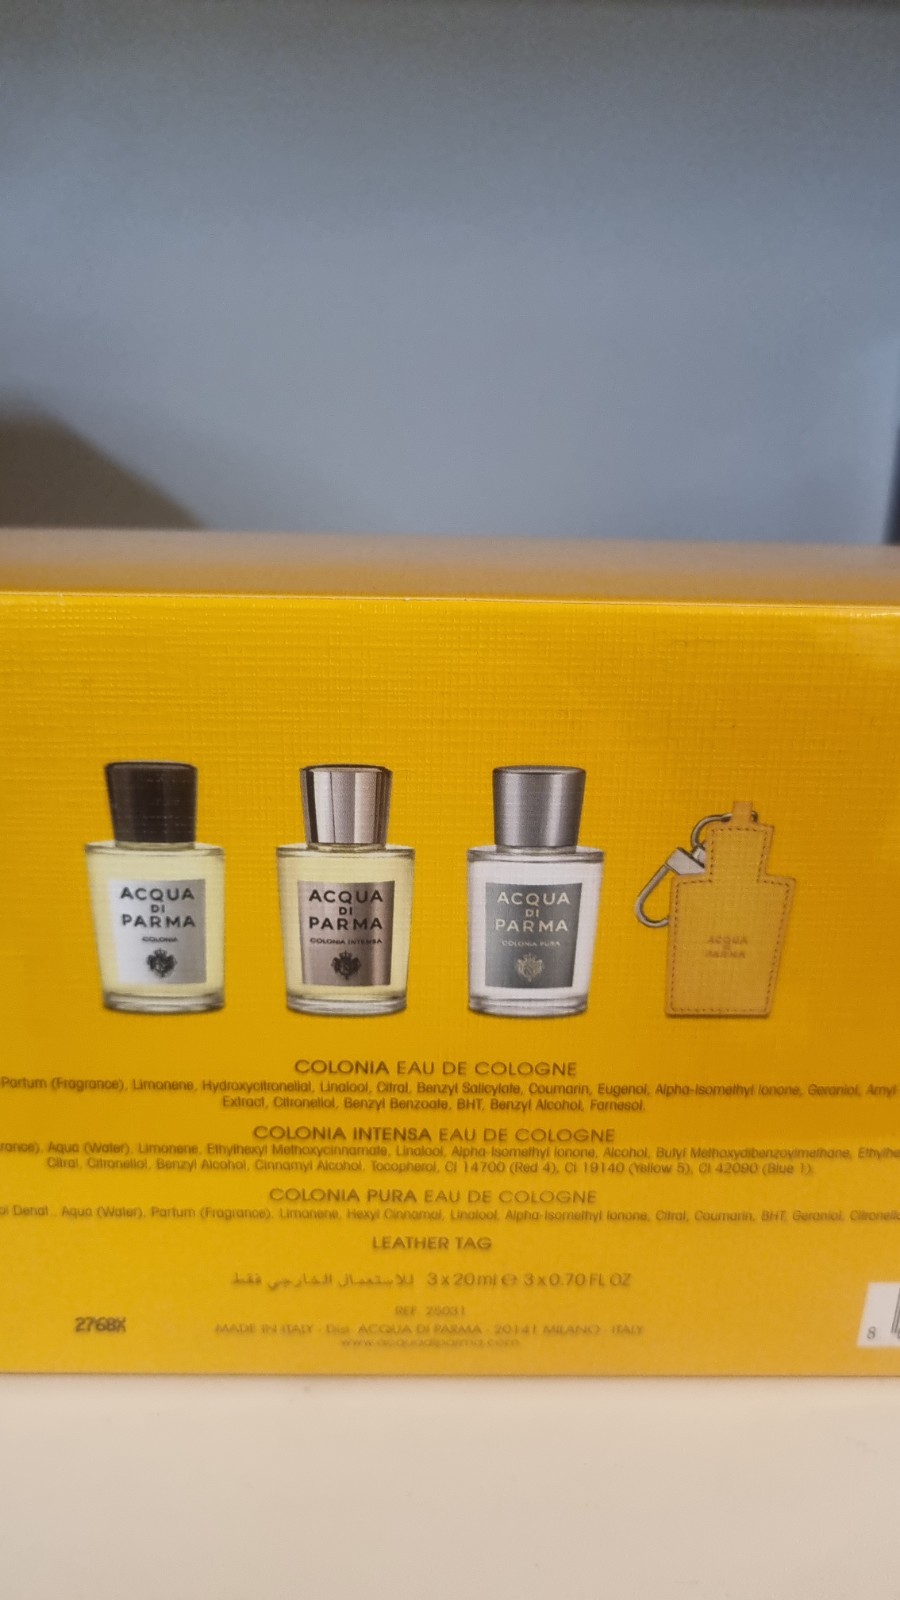 ACQUA
DI
PARMA
COLONIA
ACQUA
DI
PARMA
COLONIA INTENSA
ACQUA
DI
PARMA
COLONIA PURA
ACQUA
DI
PARMA
COLONIA EAU DE COLOGNE
Parfum (Fragrance), Limonene, Hydroxycitronellal, Linalool, Citral, Benzyl Salicylate, Coumarin, Eugenol, Alpha-Isomethyl Ionone, Geraniol, Amyl
Extract, Citronellol, Benzyl Benzoate, BHT, Benzyl Alcohol, Farnesol.
COLONIA INTENSA EAU DE COLOGNE
rance), Aqua (Water), Limonene, Ethylhexyl Methoxycinnamate, Linalool, Alpha-Isomethyl Ionone, Alcohol, Butyl Methoxydibenzoylmethane, Ethylhe
Citral, Citronellol, Benzyl Alcohol, Cinnamyl Alcohol, Tocopherol, CI 14700 (Red 4), CI 19140 (Yellow 5), CI 42090 (Blue 1).
COLONIA PURA EAU DE COLOGNE
ol Denat., Aqua (Water), Parfum (Fragrance), Limonene, Hexyl Cinnamal, Linalool, Alpha-Isomethyl Ionone, Citral, Coumarin, BHT, Geraniol, Citronello
LEATHER TAG
للاستعمال الخارجي فقط 3 x 20 ml ℮ 3 x 0.70 FL OZ
REF. 25031
2768X
MADE IN ITALY - Dist. ACQUA DI PARMA - 20141 MILANO - ITALY
www.acquadiparma.com
8